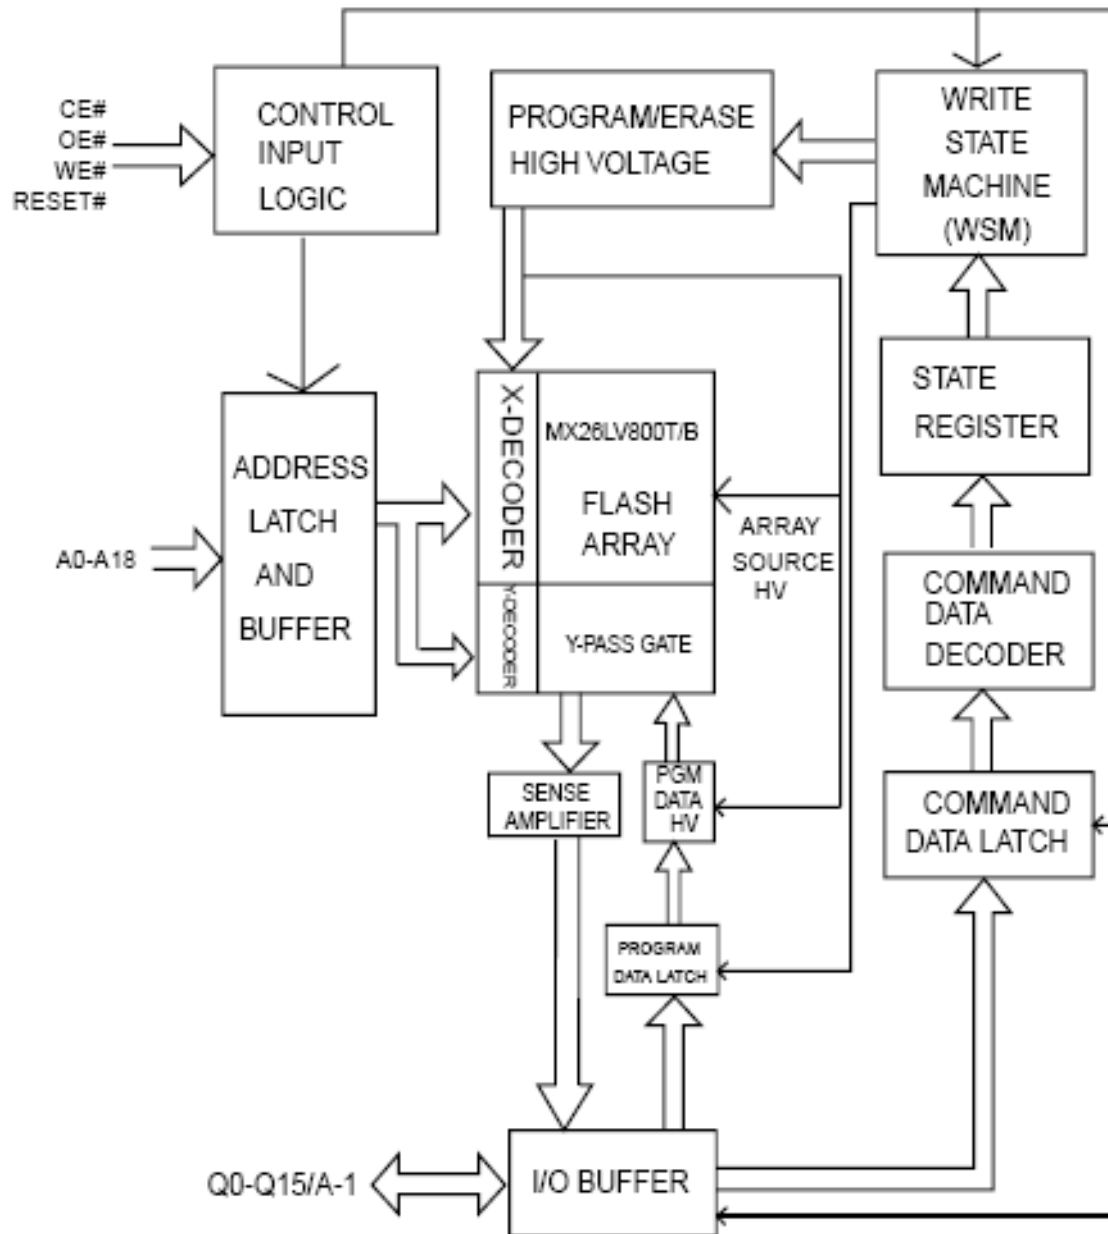 CE#
OE#
WE#
RESET#
CONTROL
INPUT
LOGIC
PROGRAM/ERASE
HIGH VOLTAGE
WRITE
STATE
MACHINE
(WSM)
STATE
REGISTER
X-DECODER
MX26LV800T/B
FLASH
ARRAY
ARRAY
SOURCE
HV
ADDRESS
LATCH
AND
BUFFER
A0-A18
Y-DECODER
Y-PASS GATE
COMMAND
DATA
DECODER
SENSE
AMPLIFIER
PGM
DATA
HV
COMMAND
DATA LATCH
PROGRAM
DATA LATCH
Q0-Q15/A-1
I/O BUFFER